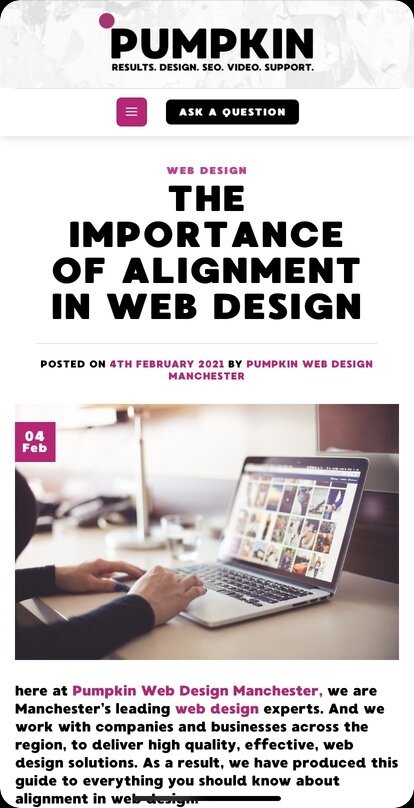 PUMPKIN
RESULTS. DESIGN. SEO. VIDEO. SUPPORT.
ASK A QUESTION
WEB DESIGN
THE
IMPORTANCE
OF ALIGNMENT
IN WEB DESIGN
POSTED ON 4TH FEBRUARY 2021 BY PUMPKIN WEB DESIGN
MANCHESTER
04
Feb
here at Pumpkin Web Design Manchester, we are
Manchester's leading web design experts. And we
work with companies and businesses across the
region, to deliver high quality, effective, web
design solutions. As a result, we have produced this
guide to everything you should know about
alignment in web design.